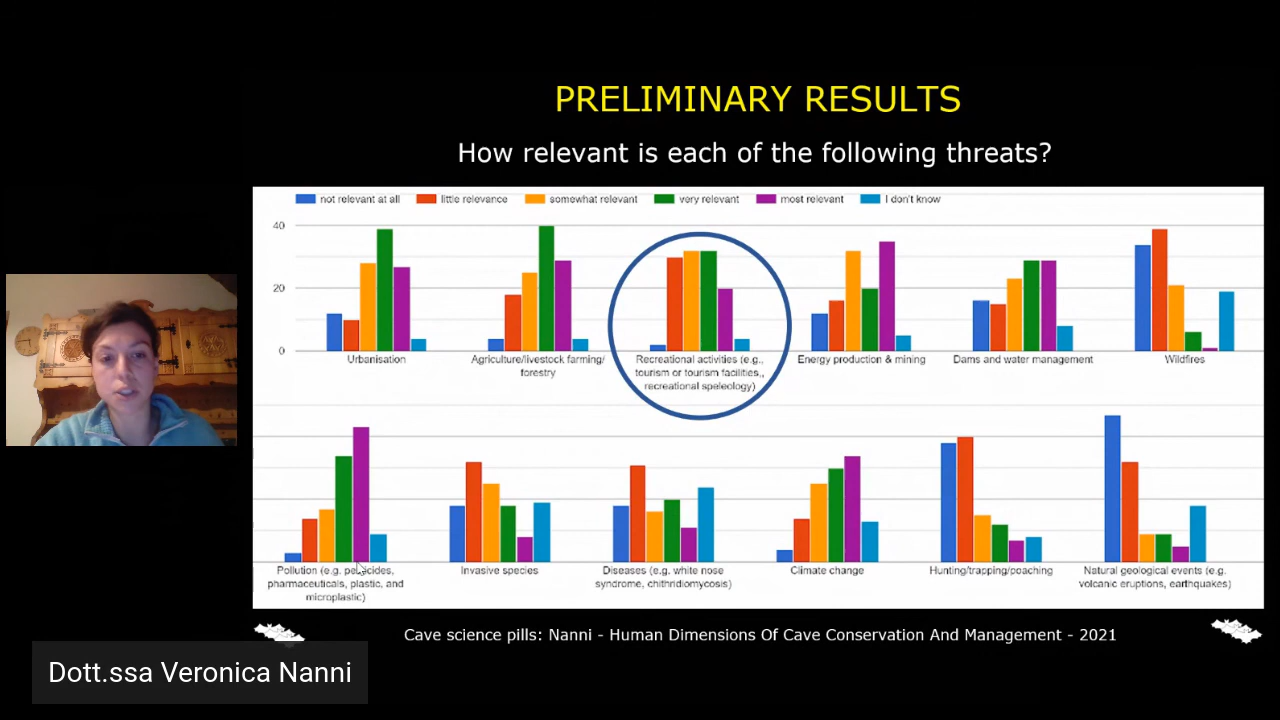 PRELIMINARY RESULTS
How relevant is each of the following threats?
not relevant at all little relevance somewhat relevant very relevant most relevant I don't know
40
20
0
Urbanisation
Agriculture/livestock farming/
forestry
Recreational activities (e.g.,
tourism or tourism facilities,,
recreational speleology)
Energy production & mining
Dams and water management
Wildfires
Pollution (e.g. pesticides,
pharmaceuticals, plastic, and
microplastic)
Invasive species
Diseases (e.g. white nose
syndrome, chithridiomycosis)
Climate change
Hunting/trapping/poaching
Natural geological events (e.g.
volcanic eruptions, earthquakes)
Cave science pills: Nanni - Human Dimensions Of Cave Conservation And Management - 2021
Dott.ssa Veronica Nanni